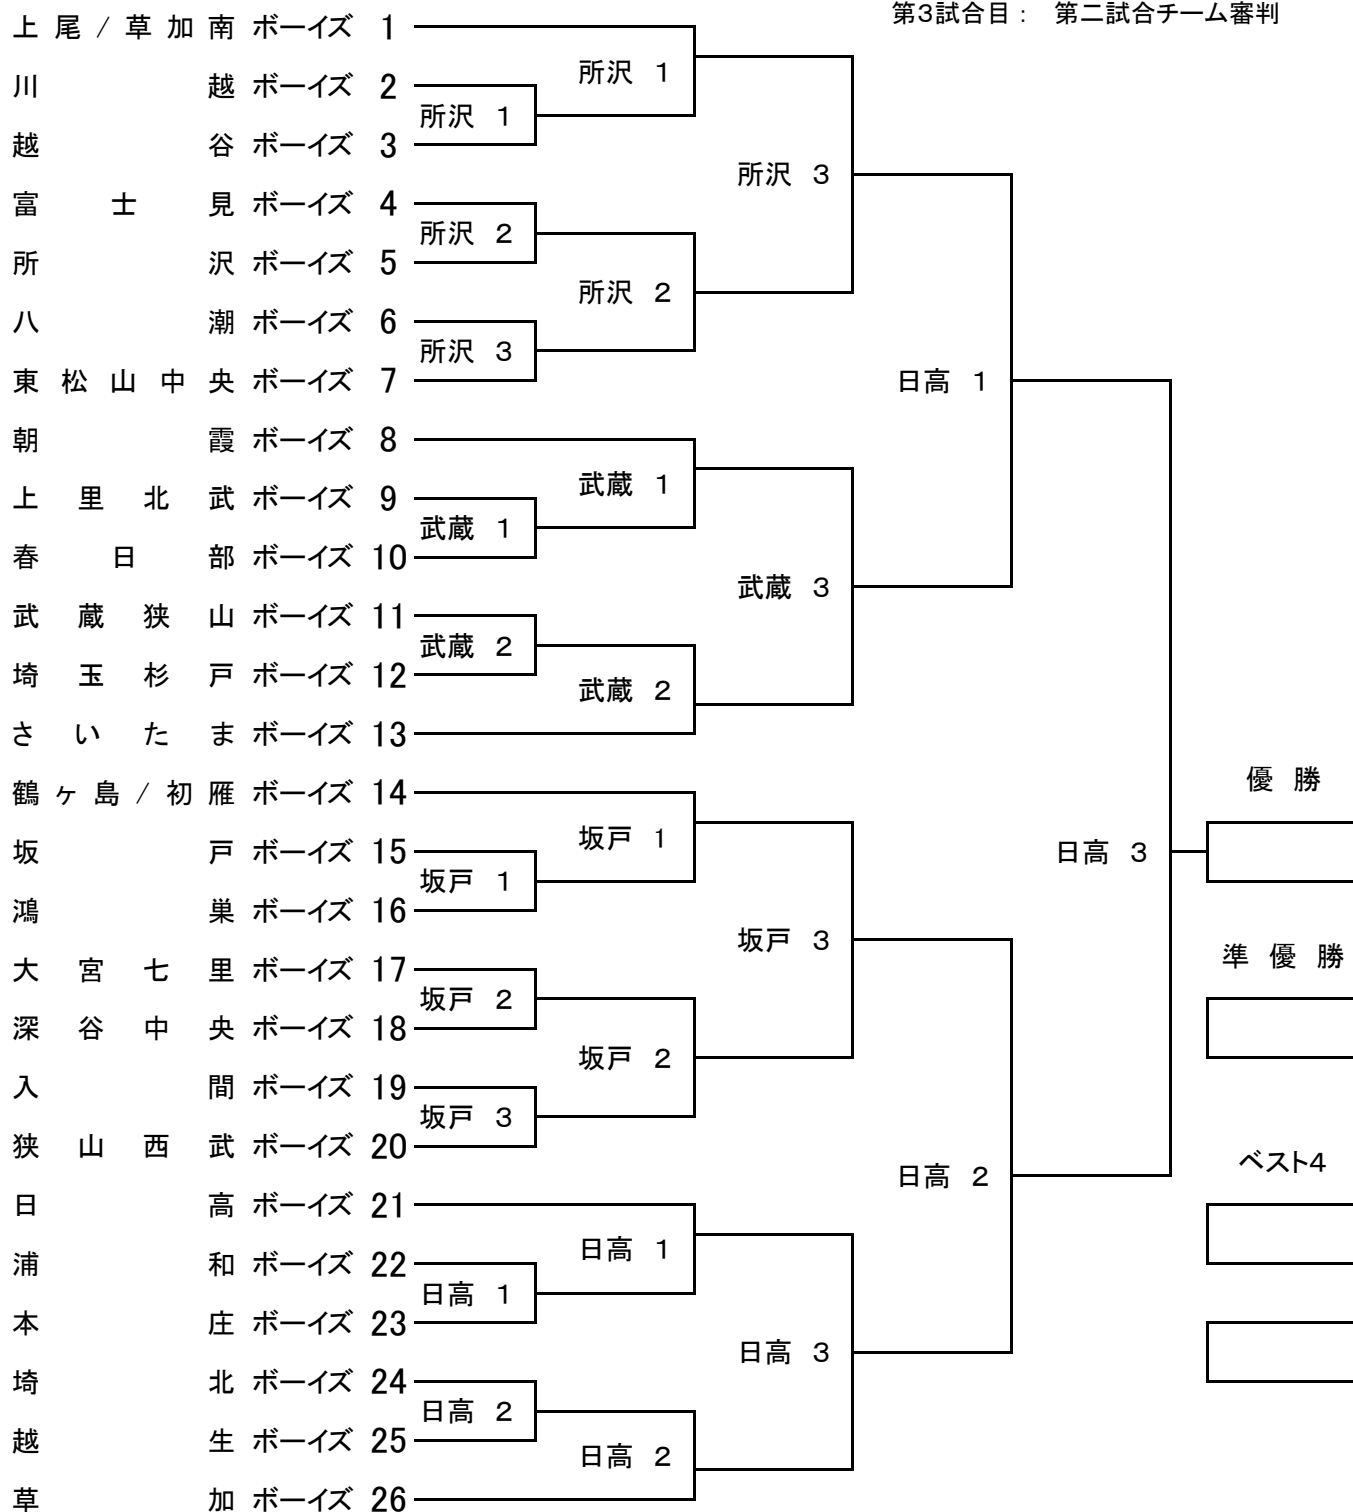 第3試合目： 第二試合チーム審判
上尾/草加南 ボーイズ 1
所沢 1
川越 ボーイズ 2
所沢 1
越谷 ボーイズ 3
所沢 3
富士見 ボーイズ 4
所沢 2
所沢 ボーイズ 5
所沢 2
八潮 ボーイズ 6
所沢 3
東松山中央 ボーイズ 7
日高 1
朝霞 ボーイズ 8
武蔵 1
上里北武 ボーイズ 9
武蔵 1
春日部 ボーイズ 10
武蔵 3
武蔵狭山 ボーイズ 11
武蔵 2
埼玉杉戸 ボーイズ 12
武蔵 2
さいたま ボーイズ 13
優勝
鶴ヶ島/初雁 ボーイズ 14
坂戸 1
坂戸 ボーイズ 15
日高 3
坂戸 1
鴻巣 ボーイズ 16
坂戸 3
準優勝
大宮七里 ボーイズ 17
坂戸 2
深谷中央 ボーイズ 18
坂戸 2
入間 ボーイズ 19
坂戸 3
狭山西武 ボーイズ 20
ベスト4
日高 2
日高 ボーイズ 21
日高 1
浦和 ボーイズ 22
日高 1
本庄 ボーイズ 23
日高 3
埼北 ボーイズ 24
日高 2
越生 ボーイズ 25
日高 2
草加 ボーイズ 26